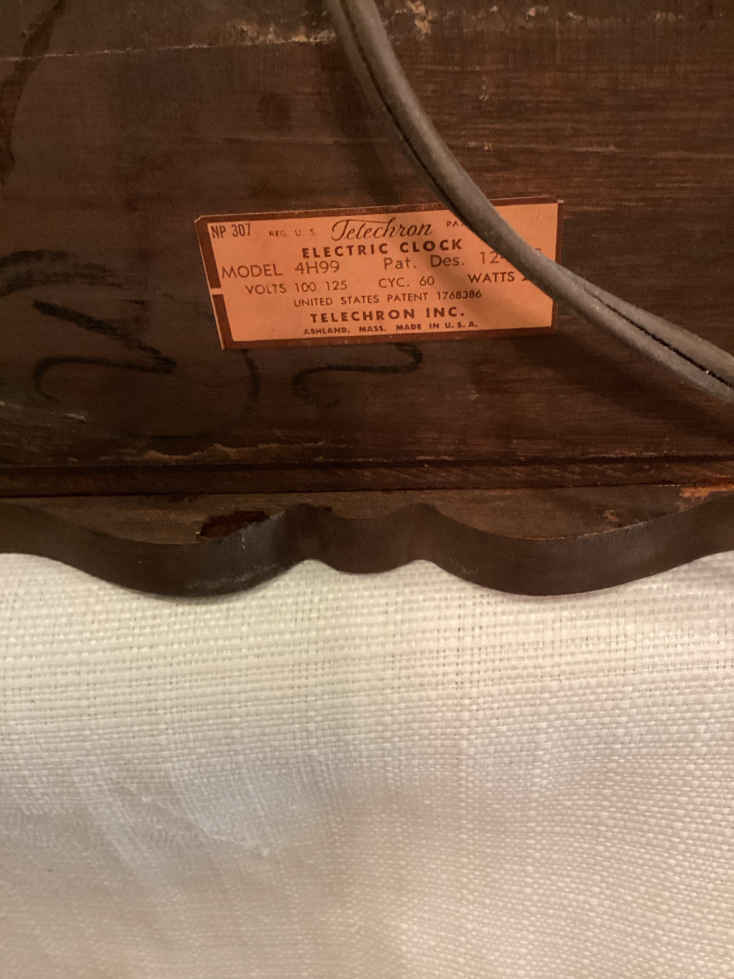 NP 307 REG. U. S. Telechron
ELECTRIC CLOCK
MODEL 4H99 Pat. Des.
VOLTS 100 125 CYC. 60 WATTS
UNITED STATES PATENT 1768386
TELECHRON INC.
ASHLAND, MASS. MADE IN U. S. A.